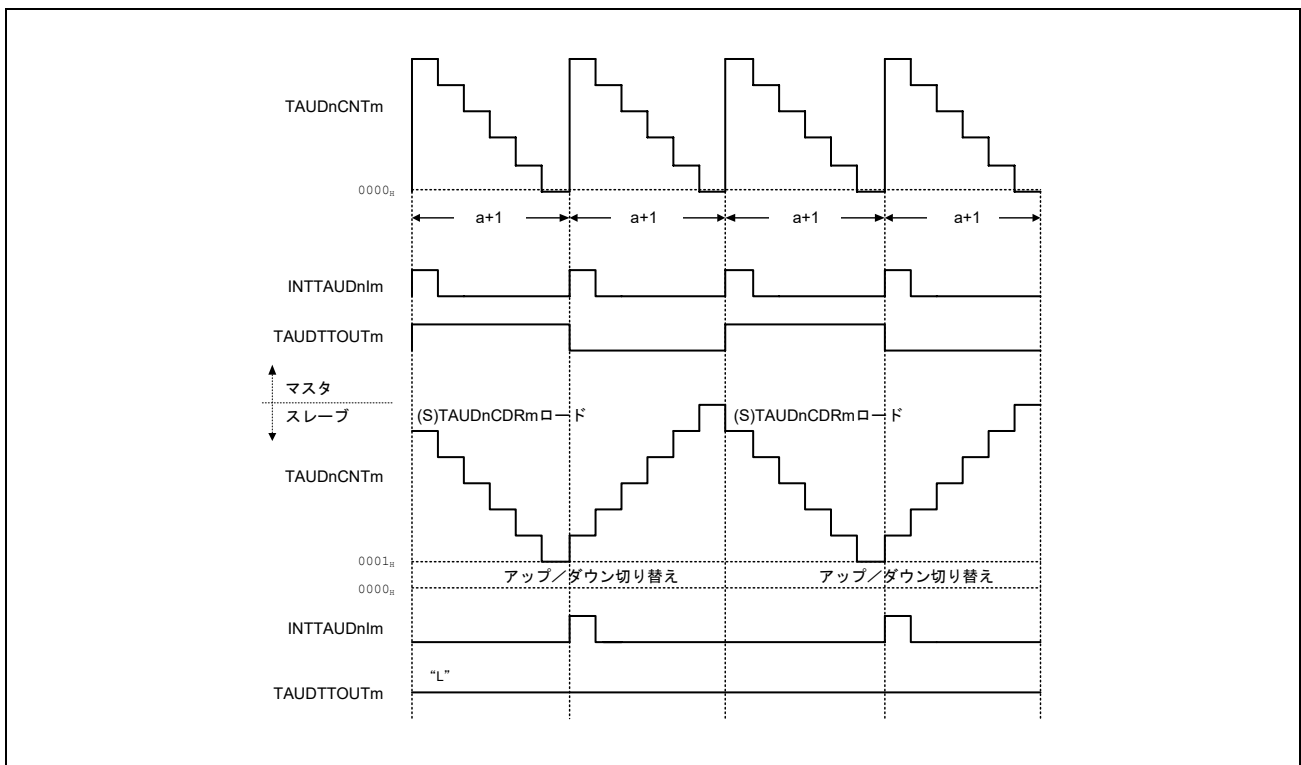 TAUDnCNTm
0000H
a+1 a+1 a+1 a+1
INTTAUDnIm
TAUDTTOUTm
マスタ
スレーブ
(S)TAUDnCDRmロード (S)TAUDnCDRmロード
TAUDnCNTm
0001H
アップ／ダウン切り替え アップ／ダウン切り替え
0000H
INTTAUDnIm
“L”
TAUDTTOUTm